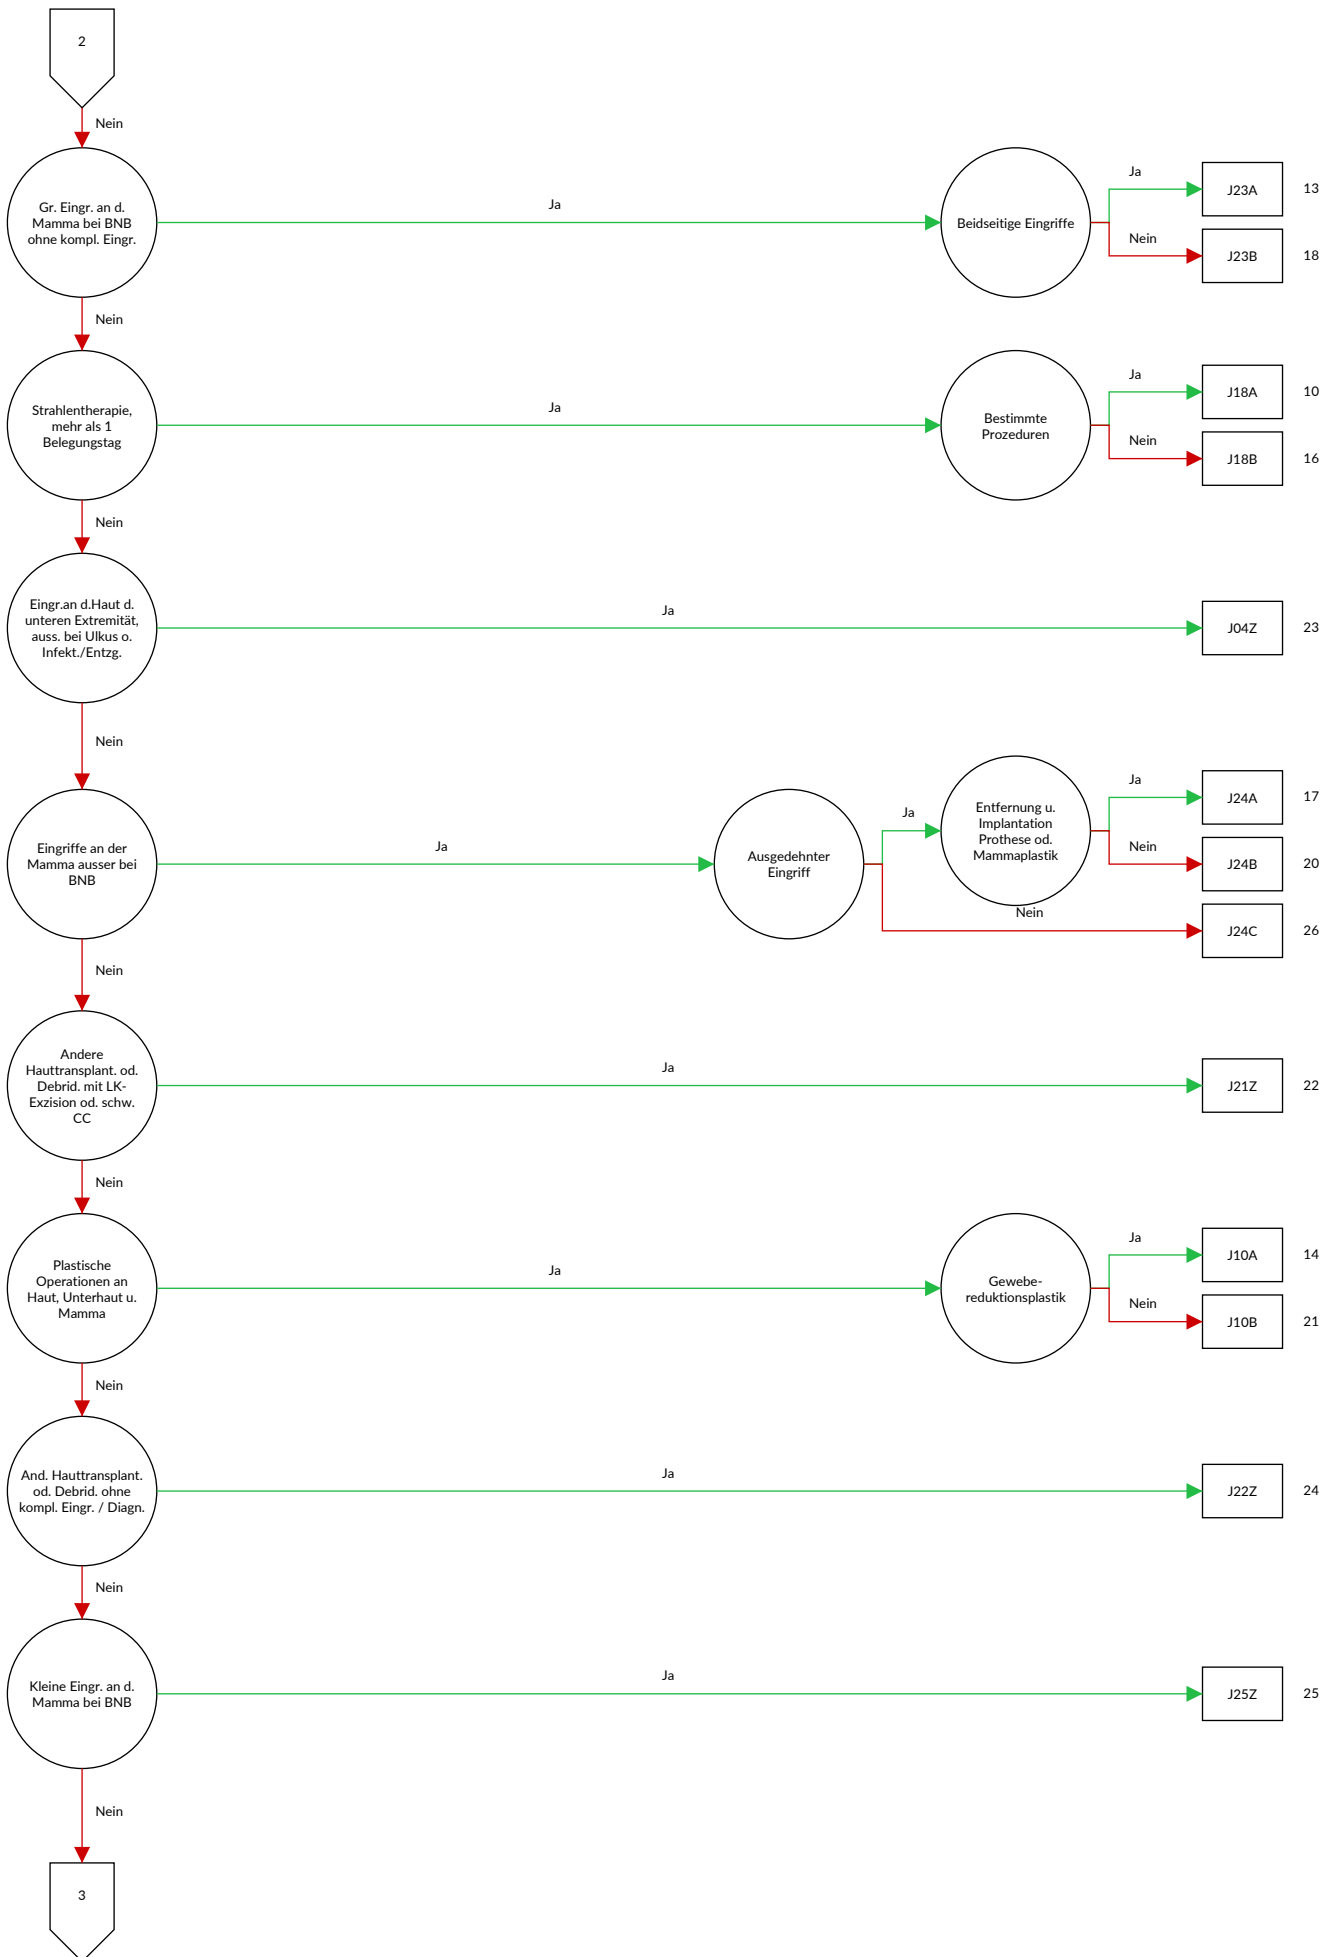 2
Nein
Gr. Eingr. an d.
Mamma bei BNB
ohne kompl. Eingr.
Ja
Beidseitige Eingriffe
Ja
J23A
13
Nein
J23B
18
Nein
Strahlentherapie,
mehr als 1
Belegungstag
Ja
Bestimmte
Prozeduren
Ja
J18A
10
Nein
J18B
16
Nein
Eingr.an d.Haut d.
unteren Extremität,
auss. bei Ulkus o.
Infekt./Entzg.
Ja
J04Z
23
Nein
Eingriffe an der
Mamma ausser bei
BNB
Ja
Ausgedehnter
Eingriff
Ja
Entfernung u.
Implantation
Prothese od.
Mammaplastik
Ja
J24A
17
Nein
J24B
20
Nein
J24C
26
Nein
Andere
Hauttransplant. od.
Debrid. mit LK-
Exzision od. schw.
CC
Ja
J21Z
22
Nein
Plastische
Operationen an
Haut, Unterhaut u.
Mamma
Ja
Gewebe-
reduktionsplastik
Ja
J10A
14
Nein
J10B
21
Nein
And. Hauttransplant.
od. Debrid. ohne
kompl. Eingr. / Diagn.
Ja
J22Z
24
Nein
Kleine Eingr. an d.
Mamma bei BNB
Ja
J25Z
25
Nein
3